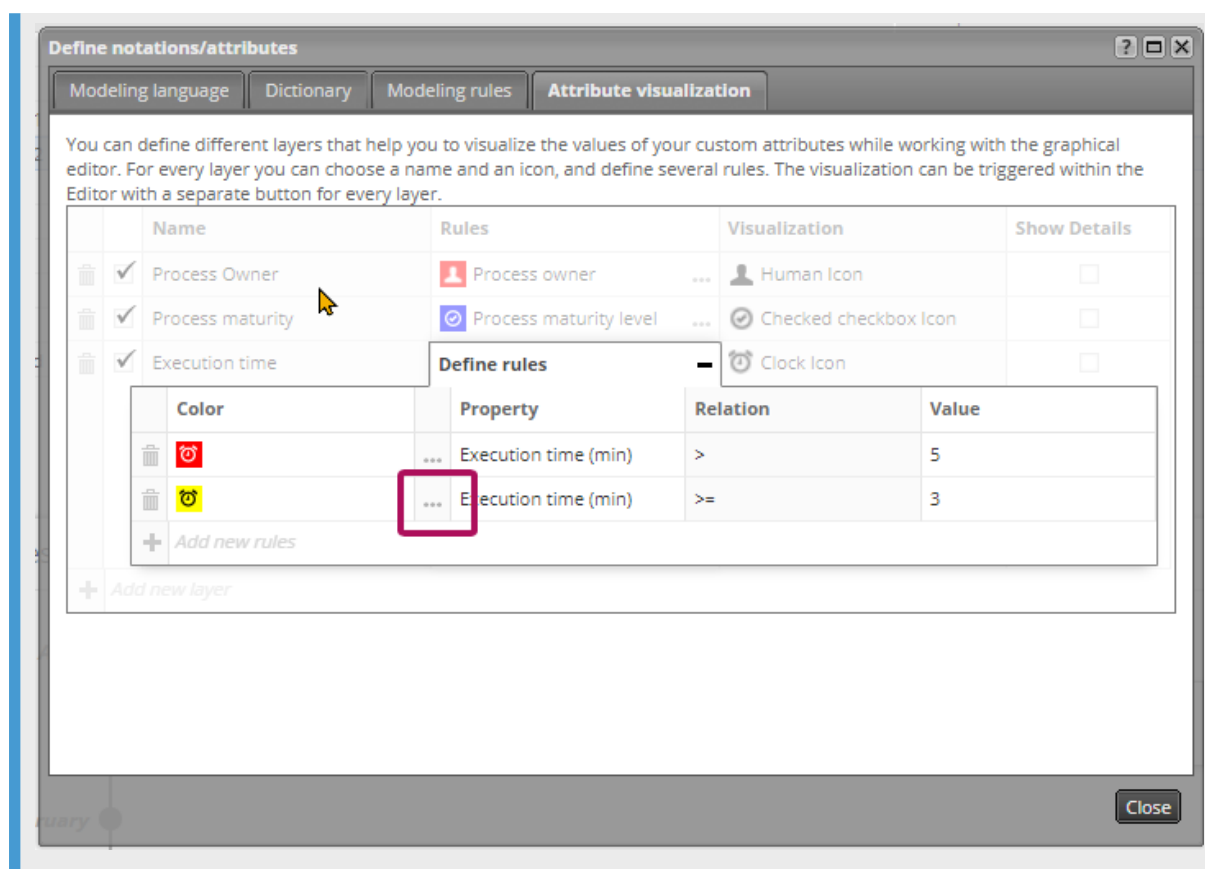 Define notations/attributes
?
Modeling language Dictionary Modeling rules Attribute visualization
You can define different layers that help you to visualize the values of your custom attributes while working with the graphical
editor. For every layer you can choose a name and an icon, and define several rules. The visualization can be triggered within the
Editor with a separate button for every layer.
Name Rules Visualization Show Details
Process Owner Process owner ... Human Icon
Process maturity Process maturity level ... Checked checkbox Icon
Execution time Define rules Clock Icon
Color Property Relation Value
... Execution time (min) > 5
... Execution time (min) >= 3
Add new rules
Add new layer
Close